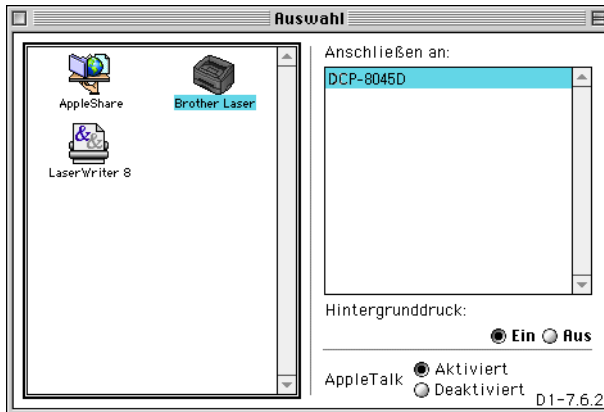 Auswahl
AppleShare
Brother Laser
LaserWriter 8
Anschließen an:
DCP-8045D
Hintergrunddruck:
Ein Aus
AppleTalk
Aktiviert
Deaktiviert
D1-7.6.2